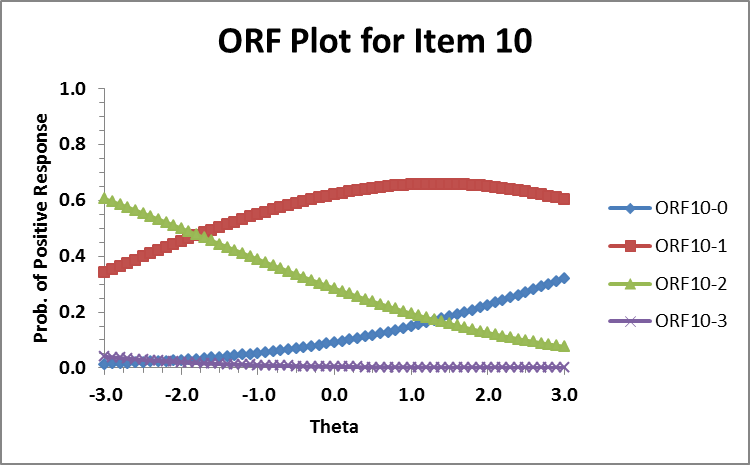 ORF Plot for Item 10
Prob. of Positive Response
1.0
0.8
0.6
0.4
0.2
0.0
-3.0 -2.0 -1.0 0.0 1.0 2.0 3.0
Theta
ORF10-0
ORF10-1
ORF10-2
ORF10-3